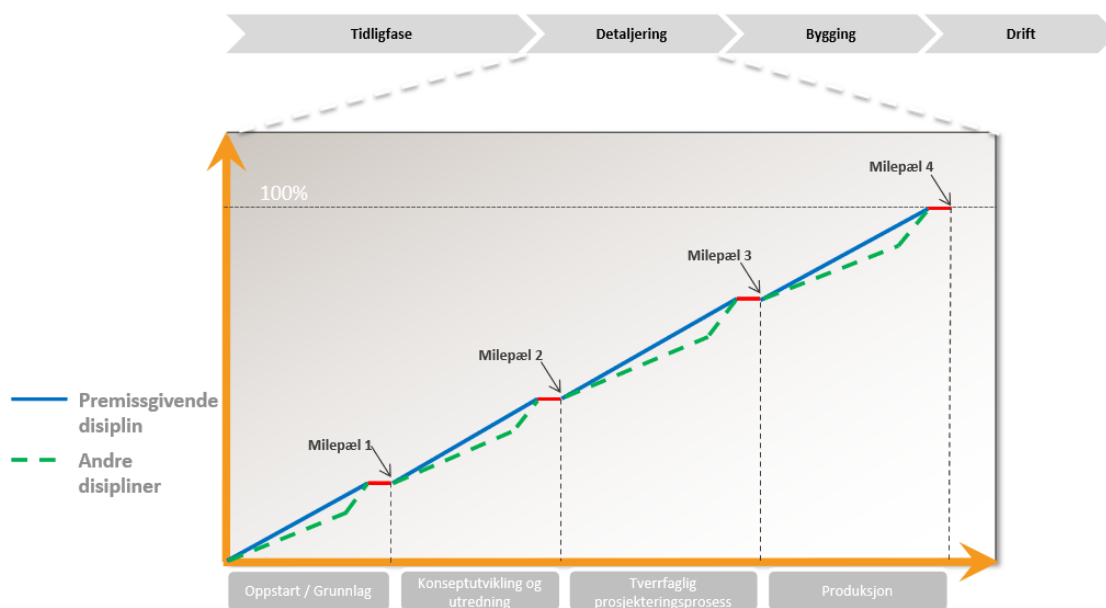 Tidligfase
Detaljering
Bygging
Drift
100%
Milepæl 4
Milepæl 3
Milepæl 2
Milepæl 1
Premissgivende
disiplin
Andre
disipliner
Oppstart / Grunnlag
Konseptutvikling og
utredning
Tverrfaglig
prosjekteringsprosess
Produksjon